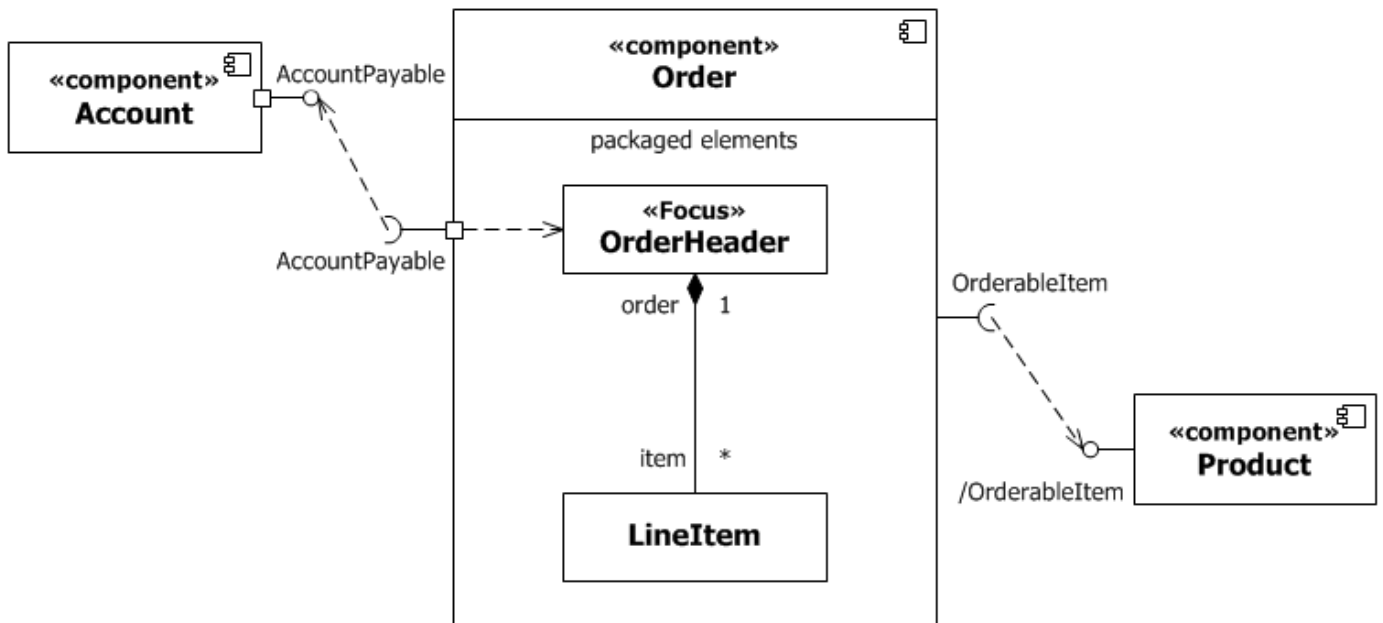 «component»
Account
AccountPayable
AccountPayable
«component»
Order
packaged elements
«Focus»
OrderHeader
order 1
item *
LineItem
OrderableItem
/OrderableItem
«component»
Product